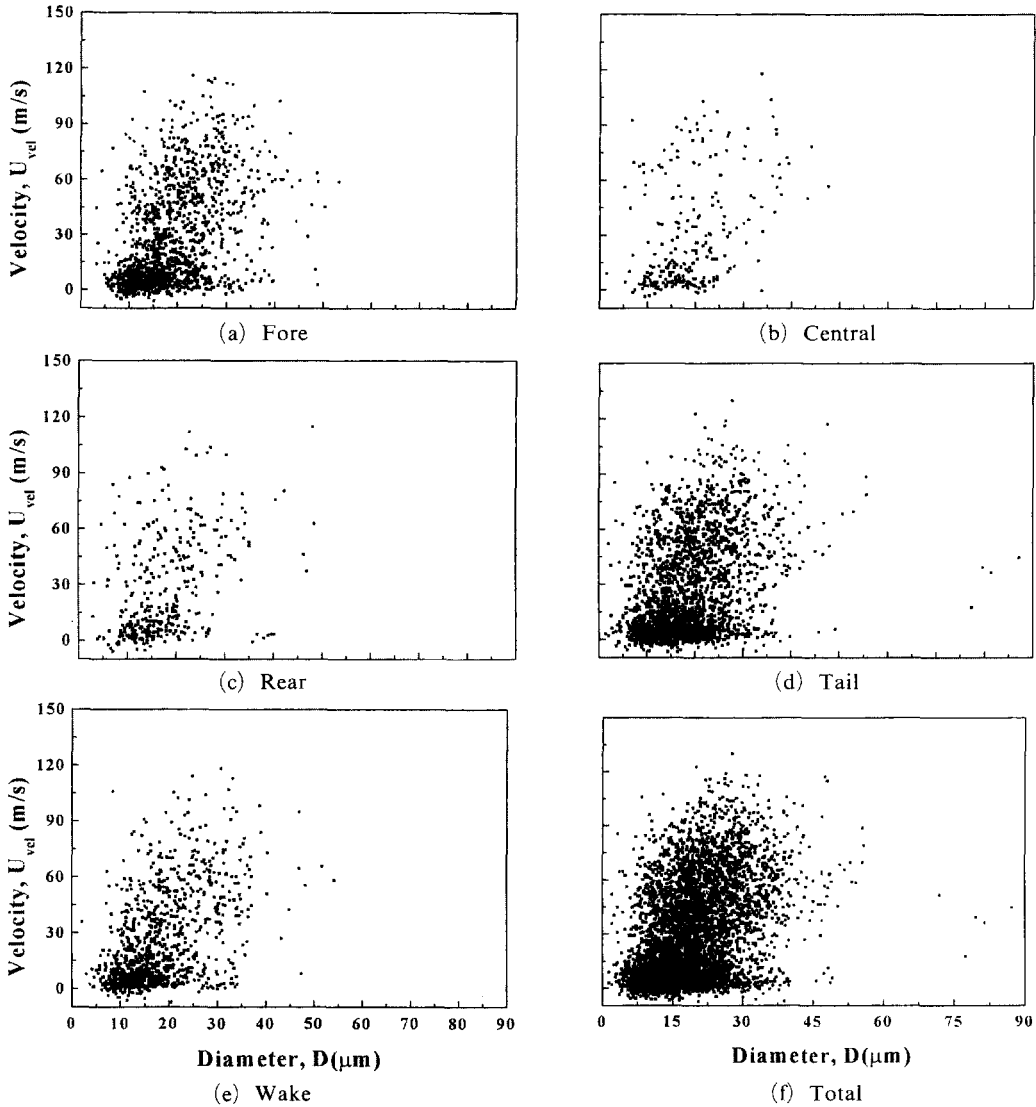 150
120
90
60
30
0
Velocity, U_vel (m/s)
(a) Fore
(b) Central
150
120
90
60
30
0
Velocity, U_vel (m/s)
(c) Rear
(d) Tail
150
120
90
60
30
0
Velocity, U_vel (m/s)
0 10 20 30 40 50 60 70 80 90
0 15 30 45 60 75 90
Diameter, D(μm)
Diameter, D(μm)
(e) Wake
(f) Total